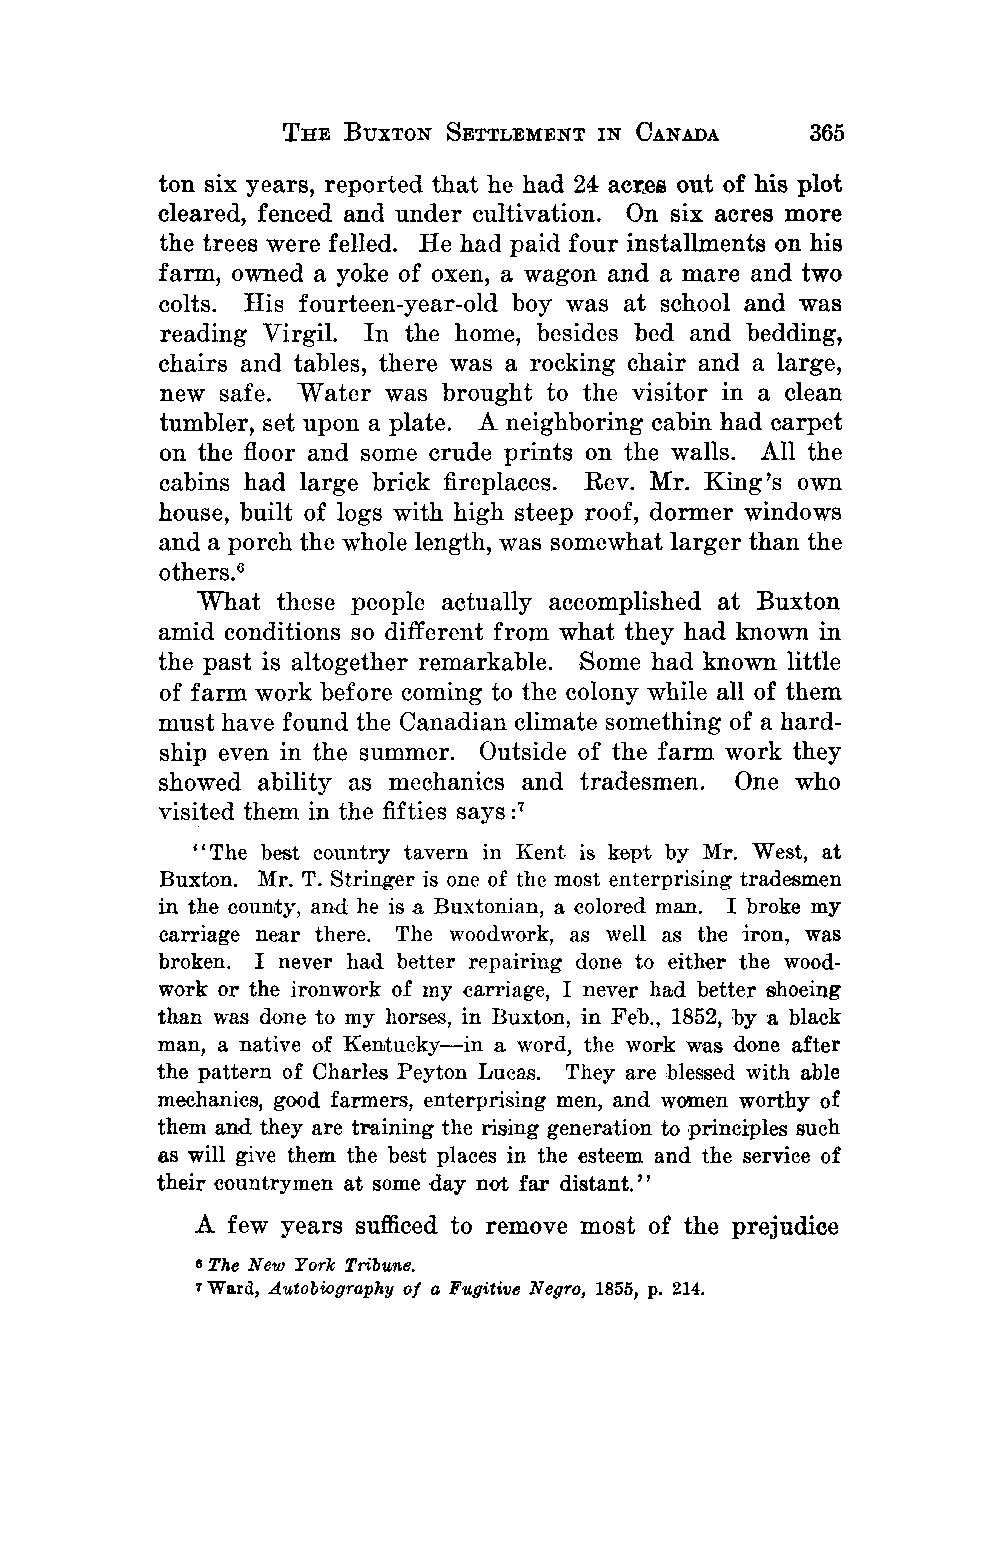 THE BUXTON SETTLEMENT IN CANADA 365
ton six years, reported that he had 24 acres out of his plot
cleared, fenced and under cultivation. On six acres more
the trees were felled. He had paid four installments on his
farm, owned a yoke of oxen, a wagon and a mare and two
colts. His fourteen-year-old boy was at school and was
reading Virgil. In the home, besides bed and bedding,
chairs and tables, there was a rocking chair and a large,
new safe. Water was brought to the visitor in a clean
tumbler, set upon a plate. A neighboring cabin had carpet
on the floor and some crude prints on the walls. All the
cabins had large brick fireplaces. Rev. Mr. King's own
house, built of logs with high steep roof, dormer windows
and a porch the whole length, was somewhat larger than the
others.⁶
What these people actually accomplished at Buxton
amid conditions so different from what they had known in
the past is altogether remarkable. Some had known little
of farm work before coming to the colony while all of them
must have found the Canadian climate something of a hard-
ship even in the summer. Outside of the farm work they
showed ability as mechanics and tradesmen. One who
visited them in the fifties says:⁷
"The best country tavern in Kent is kept by Mr. West, at
Buxton. Mr. T. Stringer is one of the most enterprising tradesmen
in the county, and he is a Buxtonian, a colored man. I broke my
carriage near there. The woodwork, as well as the iron, was
broken. I never had better repairing done to either the wood-
work or the ironwork of my carriage, I never had better shoeing
than was done to my horses, in Buxton, in Feb., 1852, by a black
man, a native of Kentucky—in a word, the work was done after
the pattern of Charles Peyton Lucas. They are blessed with able
mechanics, good farmers, enterprising men, and women worthy of
them and they are training the rising generation to principles such
as will give them the best places in the esteem and the service of
their countrymen at some day not far distant."
A few years sufficed to remove most of the prejudice
⁶ The New York Tribune.
⁷ Ward, Autobiography of a Fugitive Negro, 1855, p. 214.